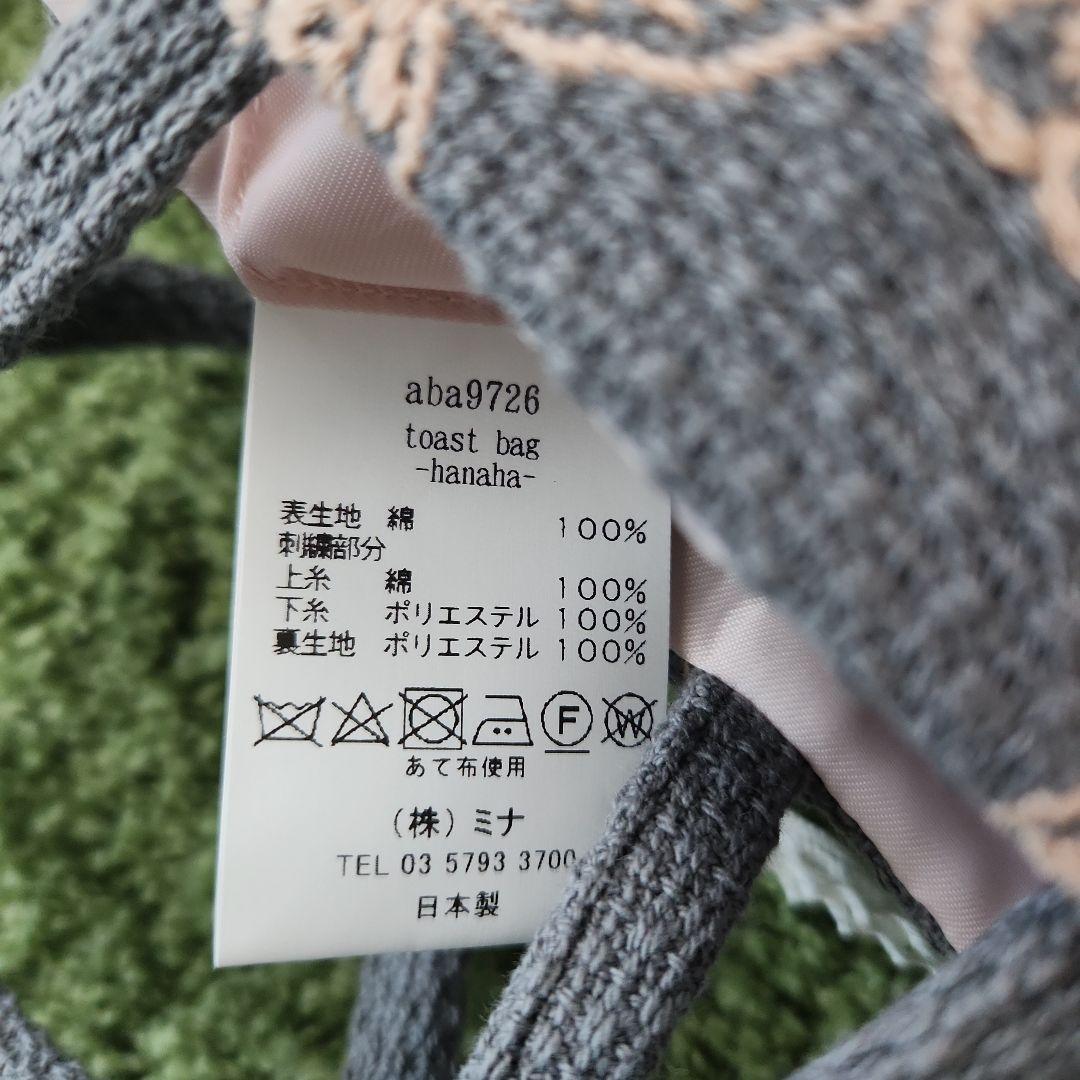 aba9726
toast bag
-hanaha-
表生地 綿 100%
刺繍部分
上糸 綿 100%
下糸 ポリエステル 100%
裏生地 ポリエステル 100%
F W
あて布使用
(株)ミナ
TEL 03 5793 3700
日本製